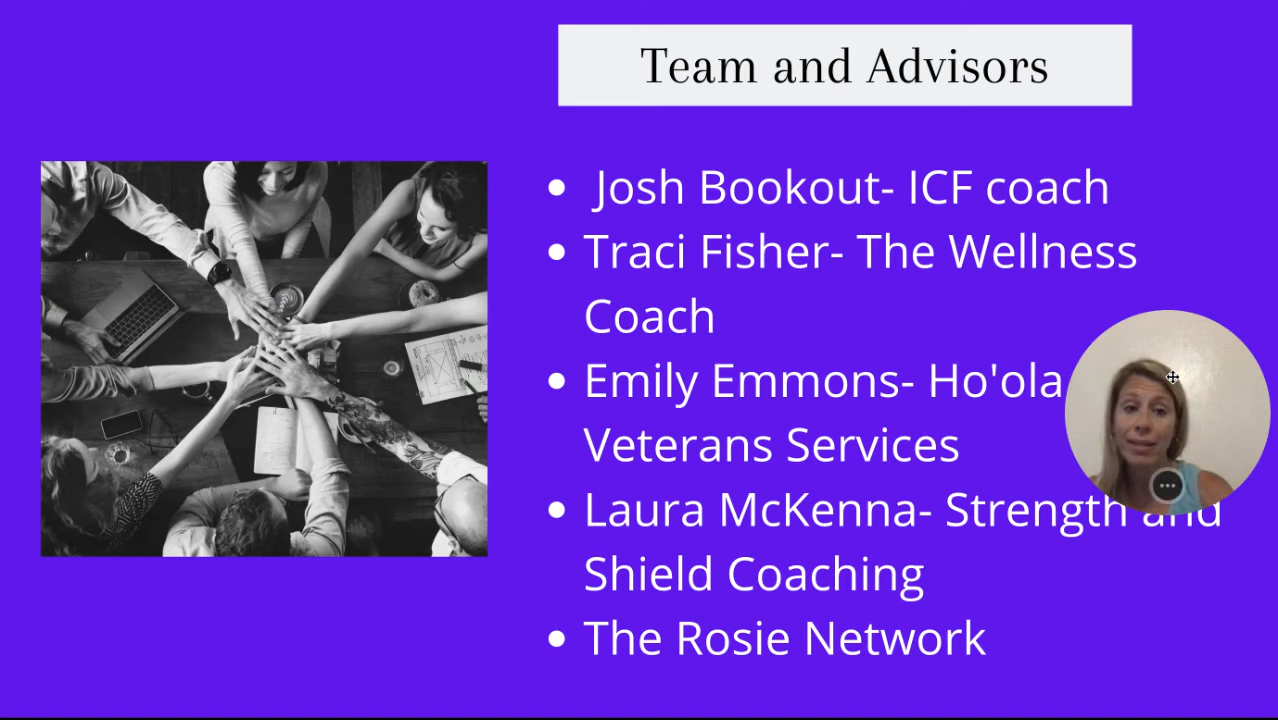 Team and Advisors
• Josh Bookout- ICF coach
• Traci Fisher- The Wellness
Coach
• Emily Emmons- Ho'ola
Veterans Services
• Laura McKenna- Strength and
Shield Coaching
• The Rosie Network